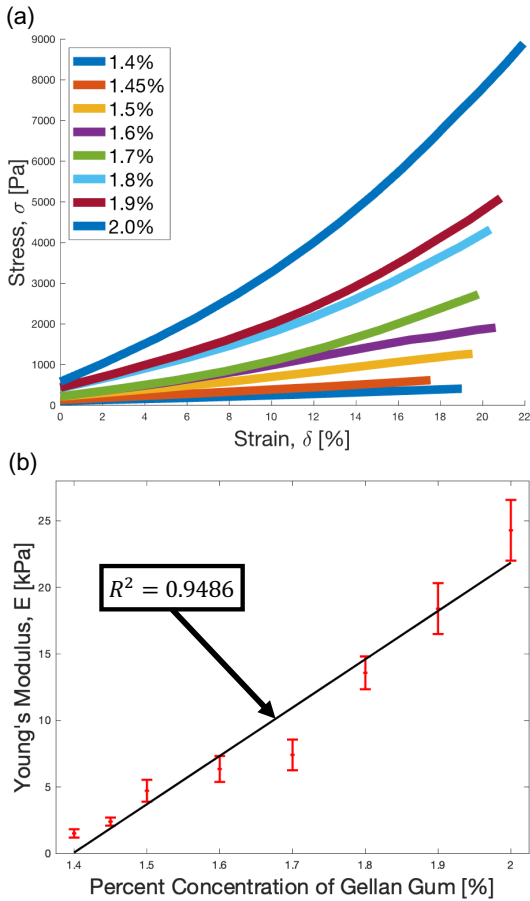 (a)
9000
8000
7000
6000
5000
4000
3000
2000
1000
0
Stress, σ [Pa]
1.4%
1.45%
1.5%
1.6%
1.7%
1.8%
1.9%
2.0%
0 2 4 6 8 10 12 14 16 18 20 22
Strain, δ [%]
(b)
25
20
15
10
5
0
Young's Modulus, E [kPa]
R² = 0.9486
1.4 1.5 1.6 1.7 1.8 1.9 2
Percent Concentration of Gellan Gum [%]